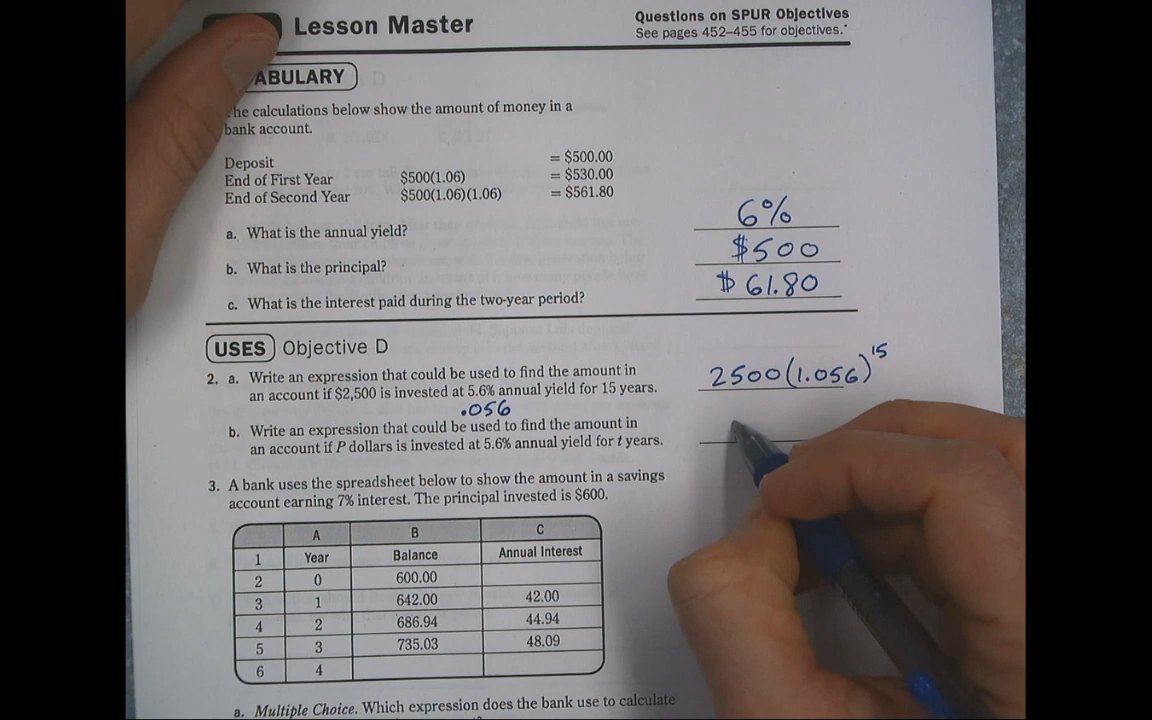 Lesson Master
Questions on SPUR Objectives
See pages 452–455 for objectives.
ABULARY
he calculations below show the amount of money in a
bank account.
Deposit = $500.00
End of First Year $500(1.06) = $530.00
End of Second Year $500(1.06)(1.06) = $561.80
a. What is the annual yield? 6%
b. What is the principal? $500
c. What is the interest paid during the two-year period? $61.80
USES Objective D
2. a. Write an expression that could be used to find the amount in
an account if $2,500 is invested at 5.6% annual yield for 15 years. 2500(1.056)^15
.056
b. Write an expression that could be used to find the amount in
an account if P dollars is invested at 5.6% annual yield for t years.
3. A bank uses the spreadsheet below to show the amount in a savings
account earning 7% interest. The principal invested is $600.
A B C
1 Year Balance Annual Interest
2 0 600.00
3 1 642.00 42.00
4 2 686.94 44.94
5 3 735.03 48.09
6 4
a. Multiple Choice. Which expression does the bank use to calculate